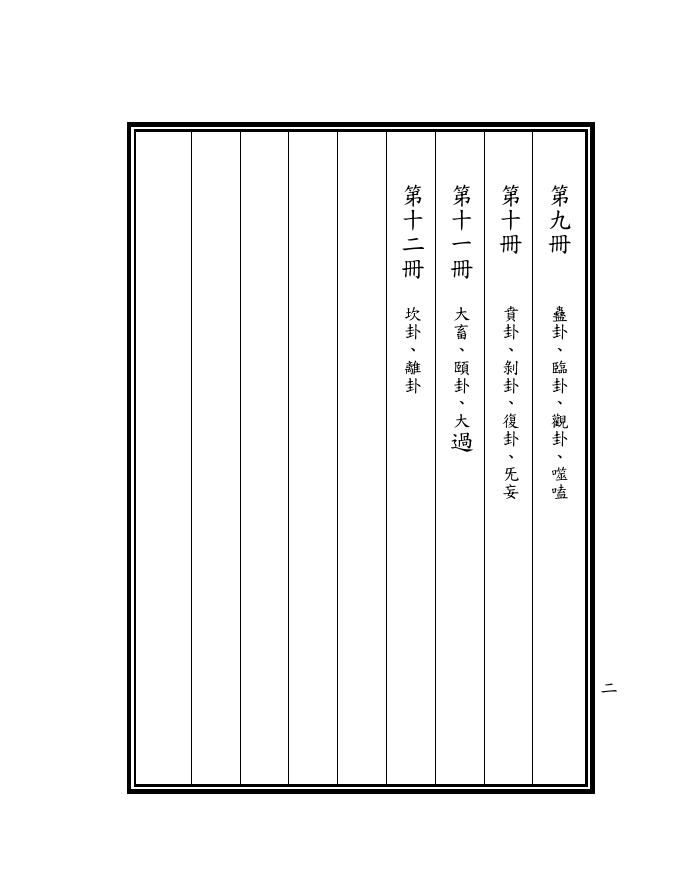 第九冊　蠱卦、臨卦、觀卦、噬嗑
第十冊　賁卦、剝卦、復卦、旡妄
第十一冊　大畜、頤卦、大過
第十二冊　坎卦、離卦
二